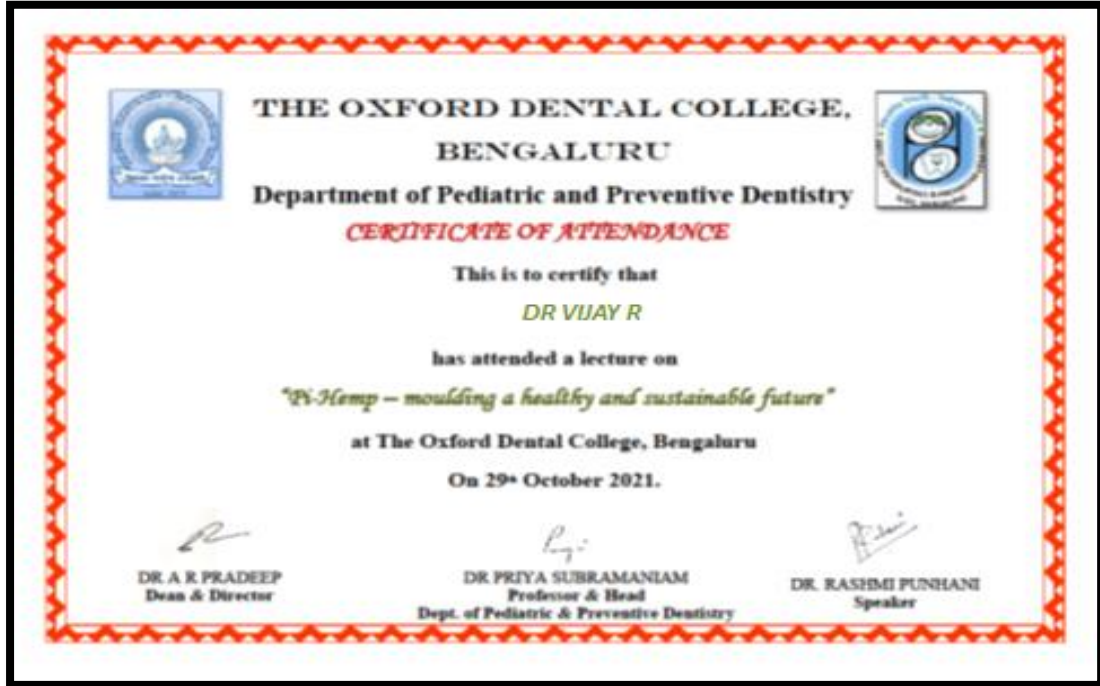 THE OXFORD DENTAL COLLEGE,
BENGALURU
Department of Pediatric and Preventive Dentistry
CERTIFICATE OF ATTENDANCE
This is to certify that
DR VIJAY R
has attended a lecture on
"Pi-Hemp – moulding a healthy and sustainable future"
at The Oxford Dental College, Bengaluru
On 29th October 2021.
DR. A R PRADEEP
Dean & Director
DR PRIYA SUBRAMANIAM
Professor & Head
Dept. of Pediatric & Preventive Dentistry
DR. RASHMI PUNHANI
Speaker